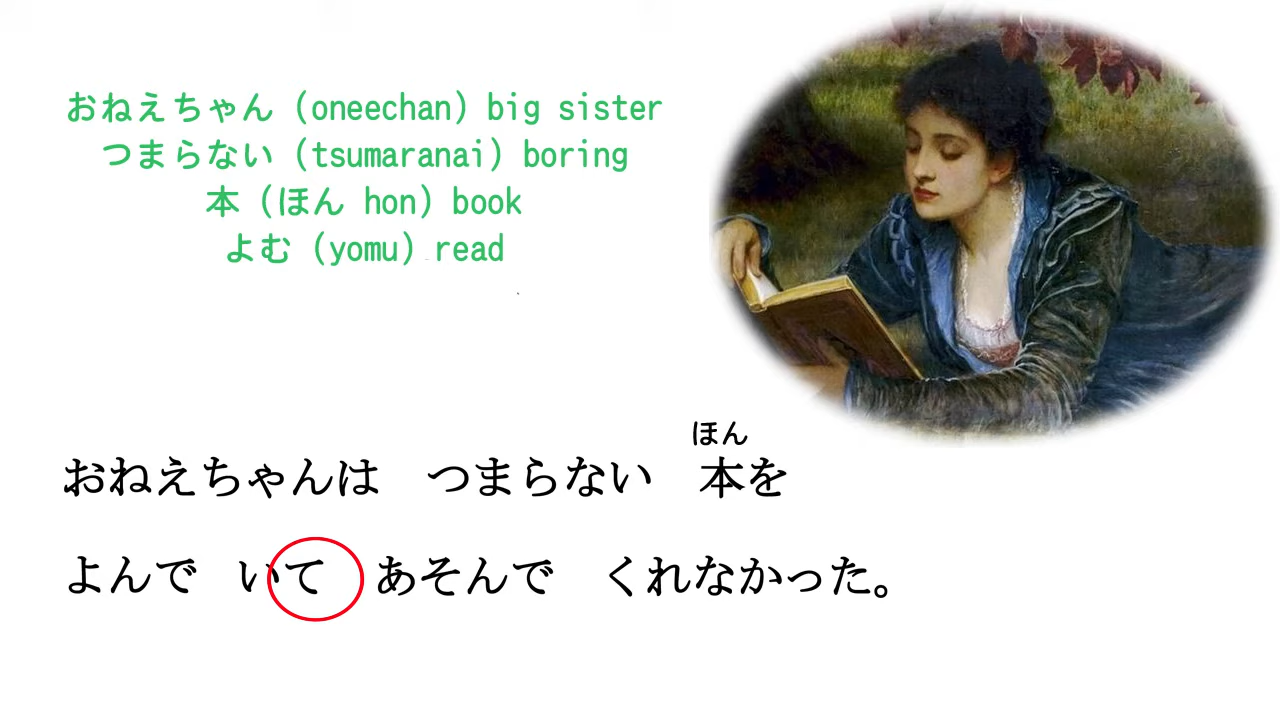 おねえちゃん (oneechan) big sister
つまらない (tsumaranai) boring
本 (ほん hon) book
よむ (yomu) read
ほん
おねえちゃんは つまらない 本を
よんで いて あそんで くれなかった。